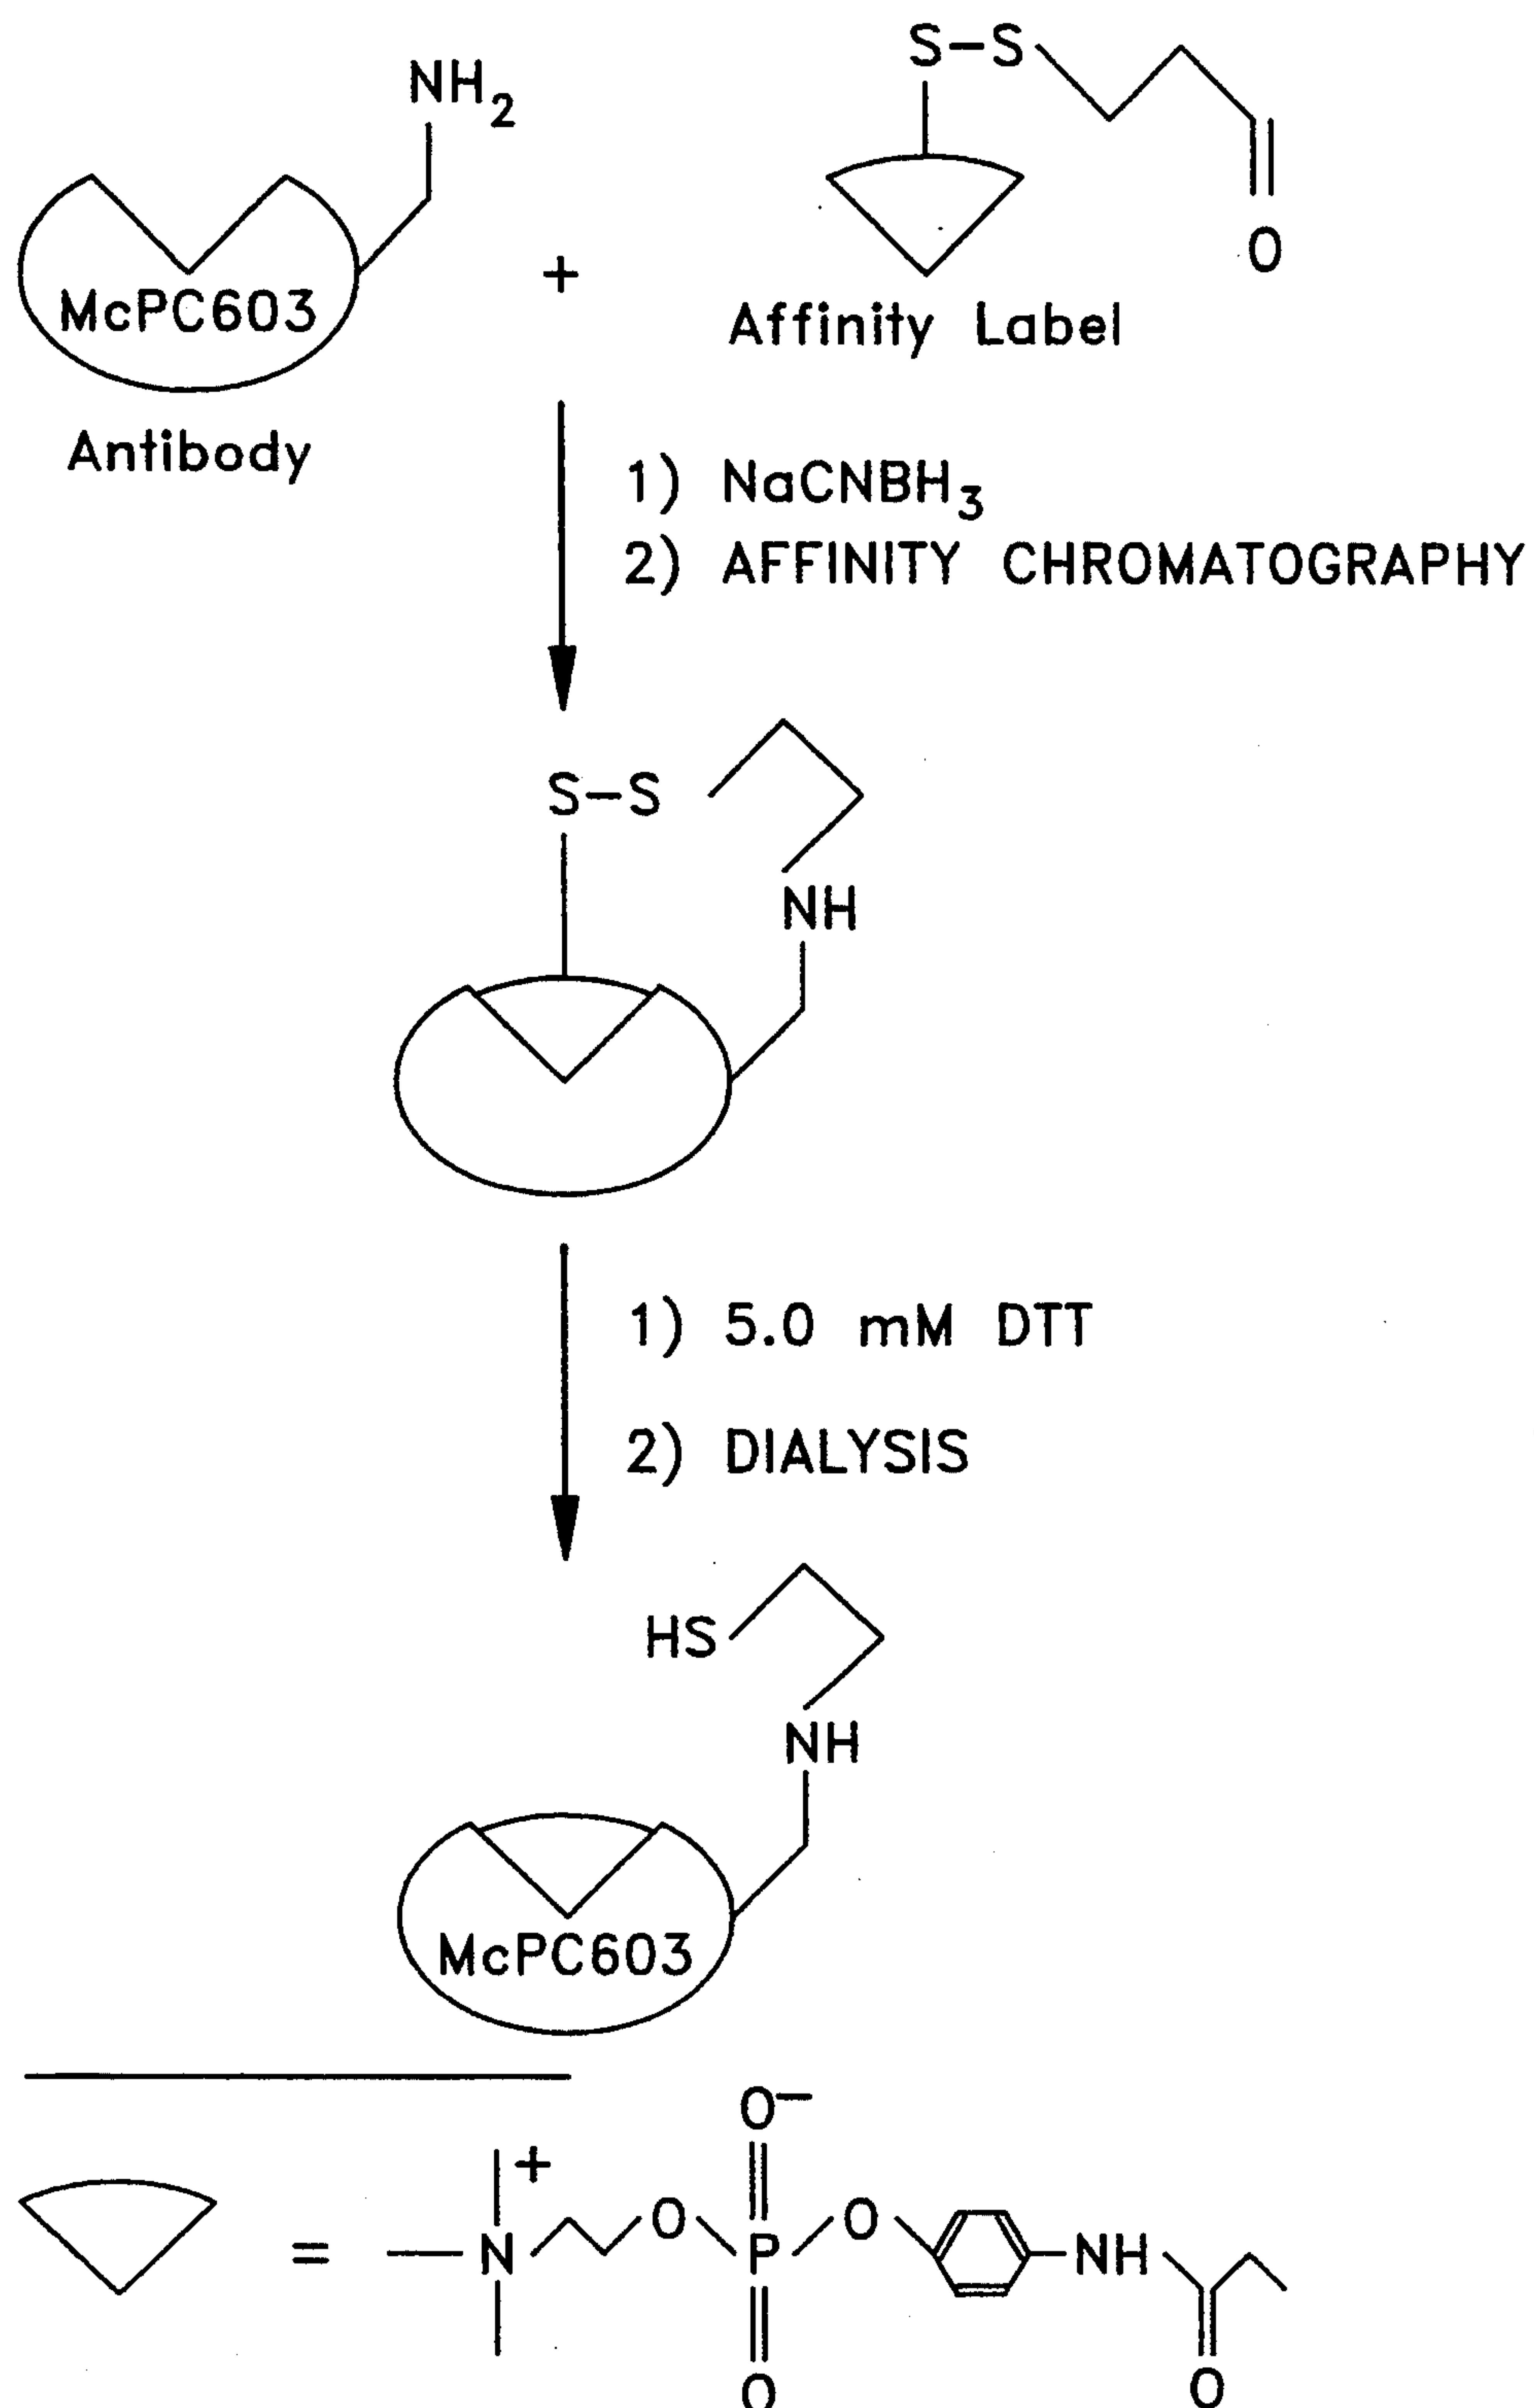 NH2
S-S
O
McPC603
+
Affinity Label
Antibody
1) NaCNBH3
2) AFFINITY CHROMATOGRAPHY
S-S
NH
1) 5.0 mM DTT
2) DIALYSIS
HS
NH
McPC603
O-
+
= N O P O NH
O O